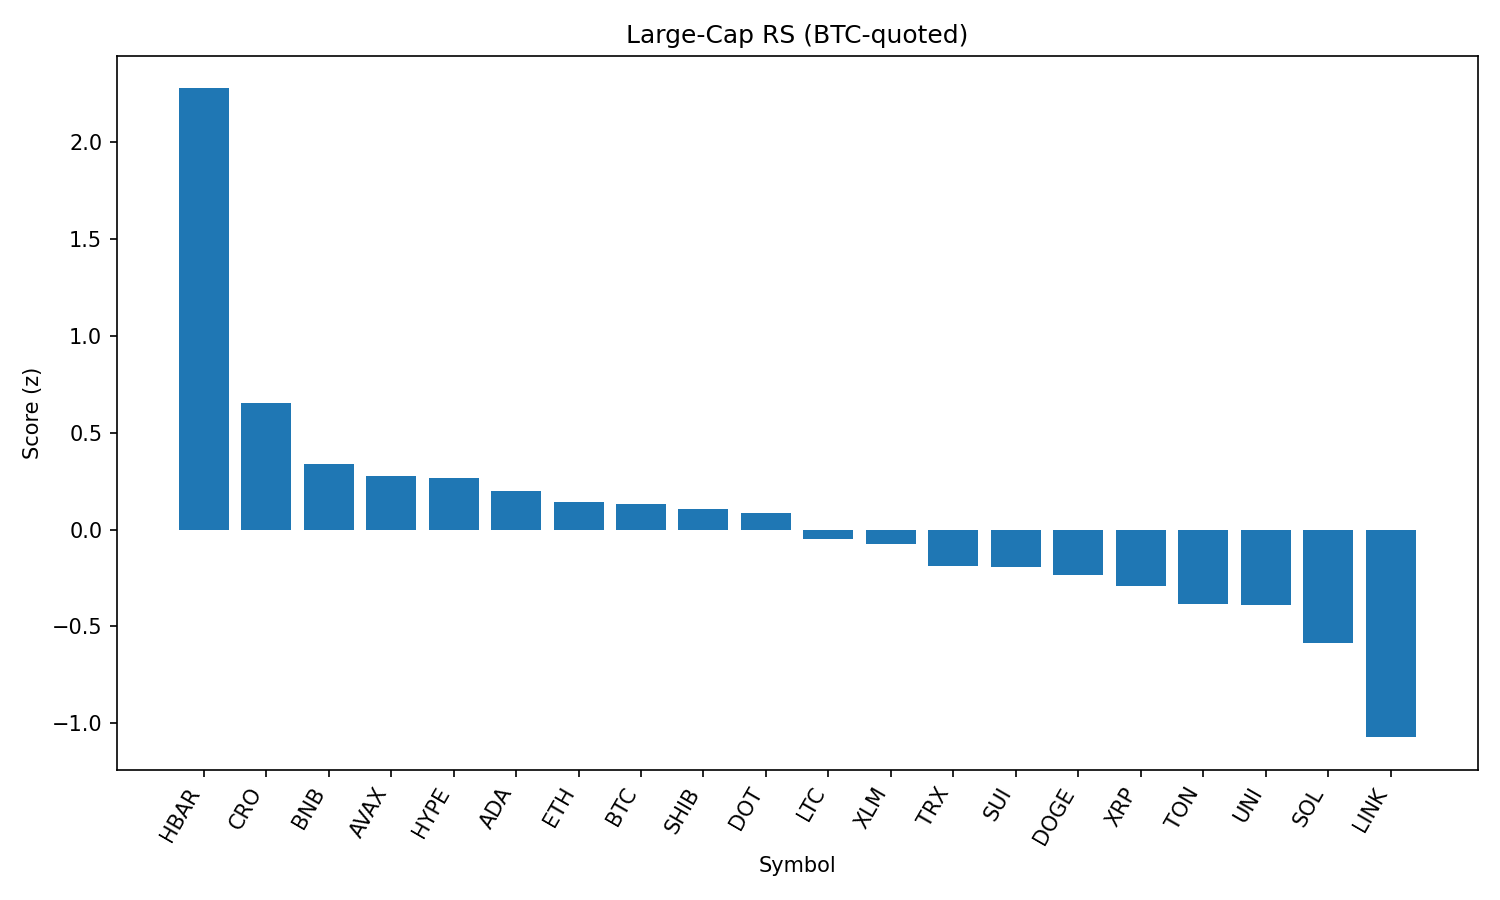 Large-Cap RS (BTC-quoted)
Score (z)
2.0
1.5
1.0
0.5
0.0
−0.5
−1.0
HBAR
CRO
BNB
AVAX
HYPE
ADA
ETH
BTC
SHIB
DOT
LTC
XLM
TRX
SUI
DOGE
XRP
TON
UNI
SOL
LINK
Symbol